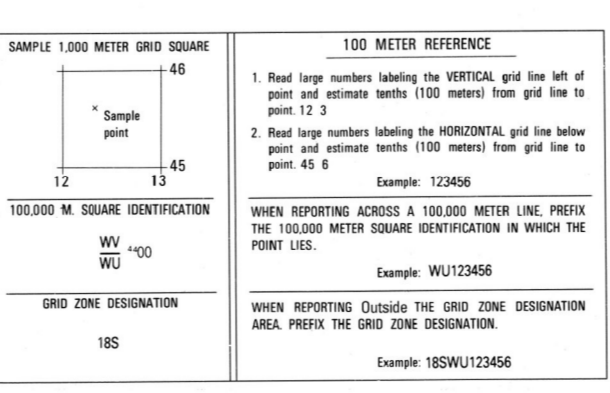 SAMPLE 1,000 METER GRID SQUARE
46
× Sample
point
45
12 13
100,000 M. SQUARE IDENTIFICATION
WV
WU
⁴⁴00
GRID ZONE DESIGNATION
18S
100 METER REFERENCE
1. Read large numbers labeling the VERTICAL grid line left of
point and estimate tenths (100 meters) from grid line to
point. 12 3
2. Read large numbers labeling the HORIZONTAL grid line below
point and estimate tenths (100 meters) from grid line to
point. 45 6
Example: 123456
WHEN REPORTING ACROSS A 100,000 METER LINE, PREFIX
THE 100,000 METER SQUARE IDENTIFICATION IN WHICH THE
POINT LIES.
Example: WU123456
WHEN REPORTING Outside THE GRID ZONE DESIGNATION
AREA. PREFIX THE GRID ZONE DESIGNATION.
Example: 18SWU123456